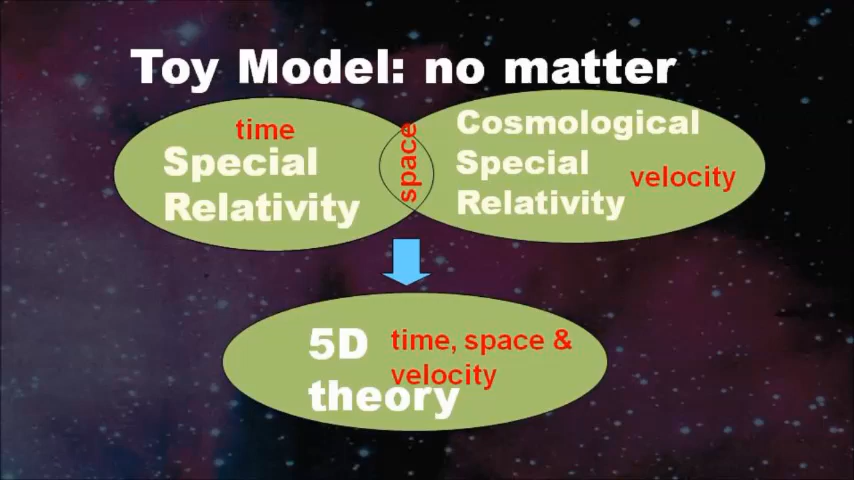 Toy Model: no matter
time
Special
Relativity
space
Cosmological
Special
Relativity
velocity
5D
theory
time, space &
velocity